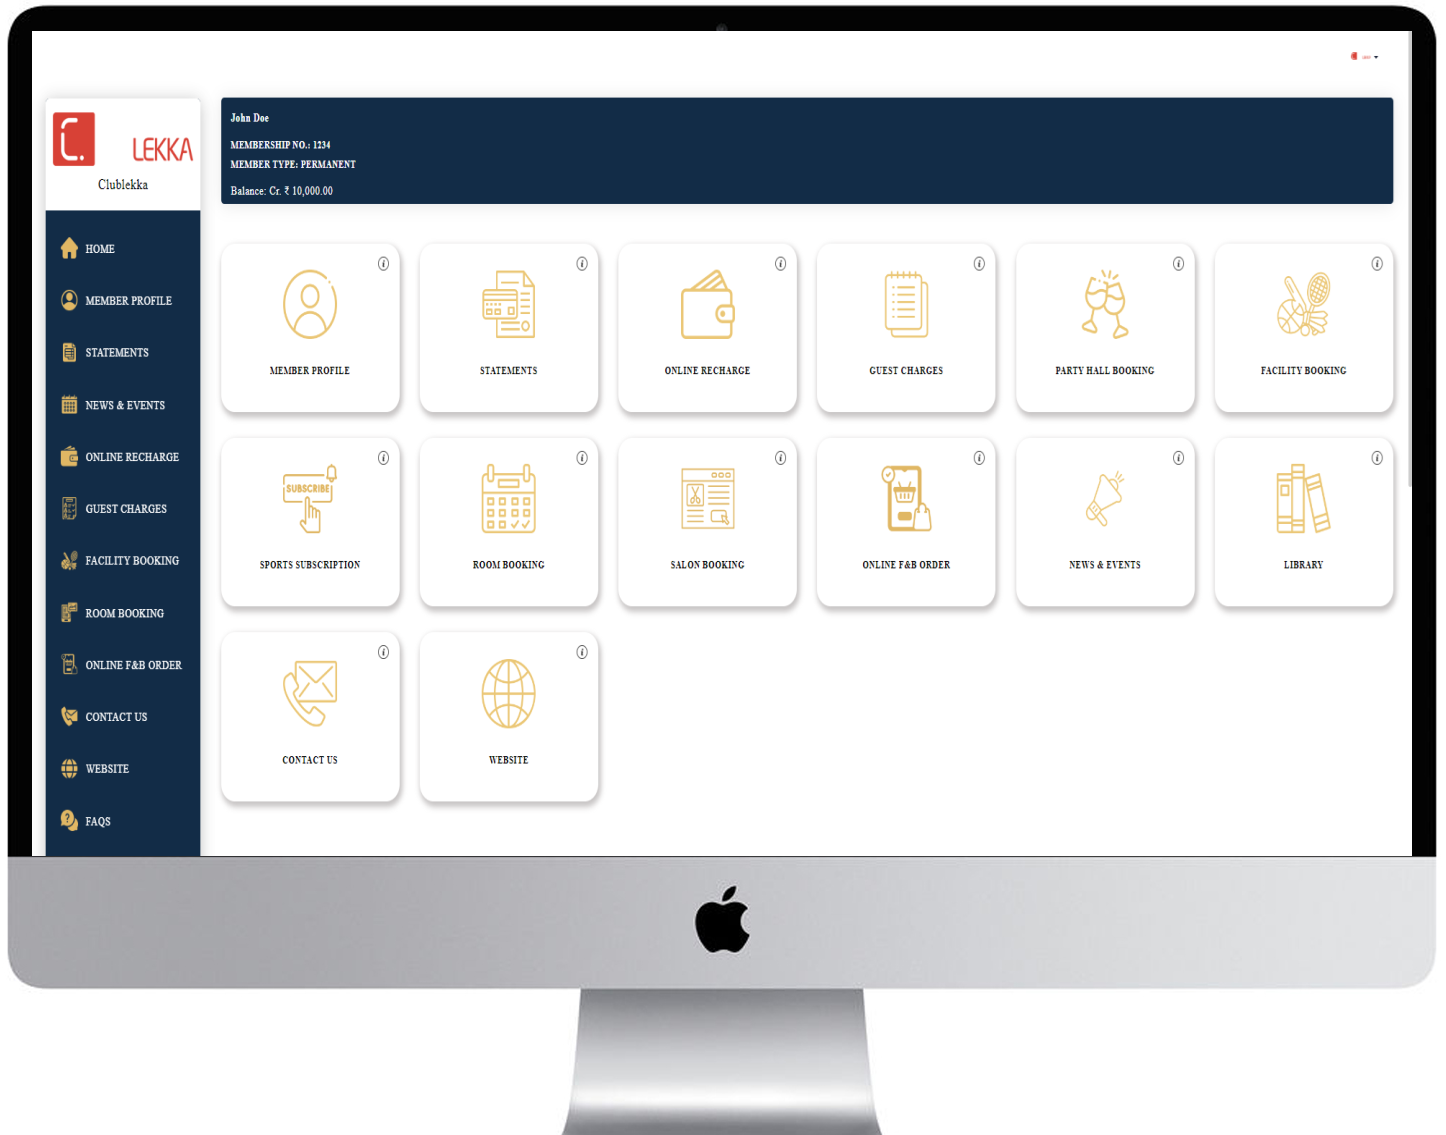 LEKKA
Clublekka
HOME
MEMBER PROFILE
STATEMENTS
NEWS & EVENTS
ONLINE RECHARGE
GUEST CHARGES
FACILITY BOOKING
ROOM BOOKING
ONLINE F&B ORDER
CONTACT US
WEBSITE
FAQS
John Doe
MEMBERSHIP NO.: 1234
MEMBER TYPE: PERMANENT
Balance: Cr. ₹ 10,000.00
MEMBER PROFILE
STATEMENTS
ONLINE RECHARGE
GUEST CHARGES
PARTY HALL BOOKING
FACILITY BOOKING
SUBSCRIBE
SPORTS SUBSCRIPTION
ROOM BOOKING
SALON BOOKING
ONLINE F&B ORDER
NEWS & EVENTS
LIBRARY
CONTACT US
WEBSITE